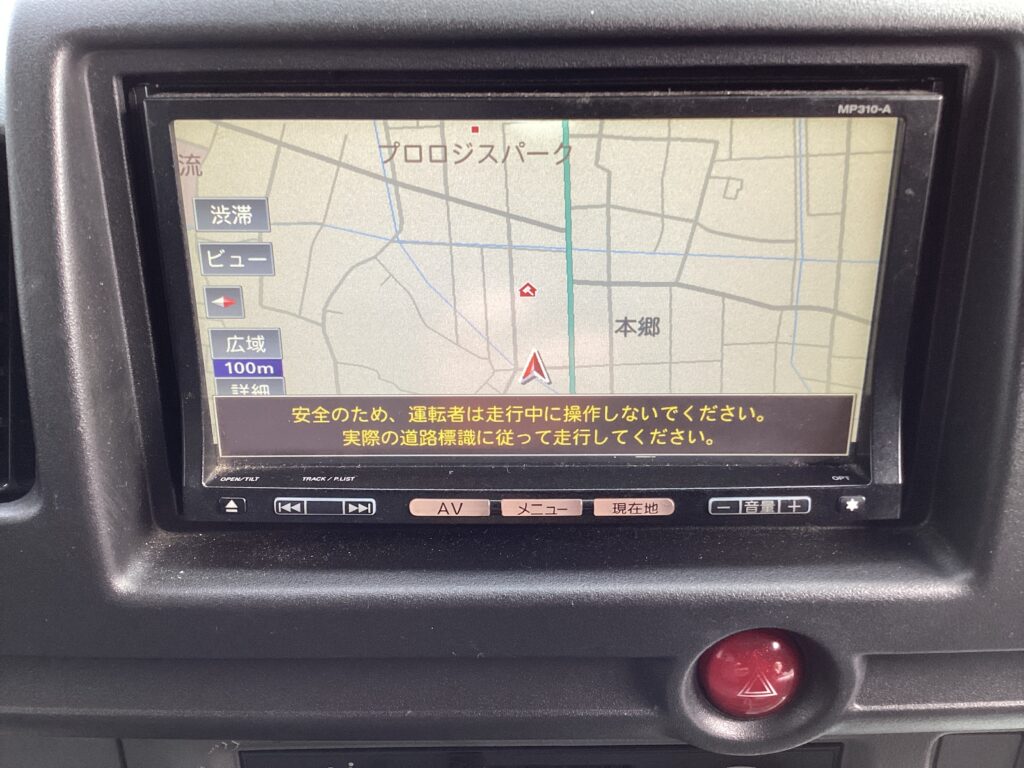 MP310-A
プロロジスパーク
流
渋滞
ビュー
広域
100m
詳細
本郷
安全のため、運転者は走行中に操作しないでください。
実際の道路標識に従って走行してください。
OPEN/TILT
TRACK / P.LIST
OPT
AV
メニュー
現在地
－ 音量 ＋